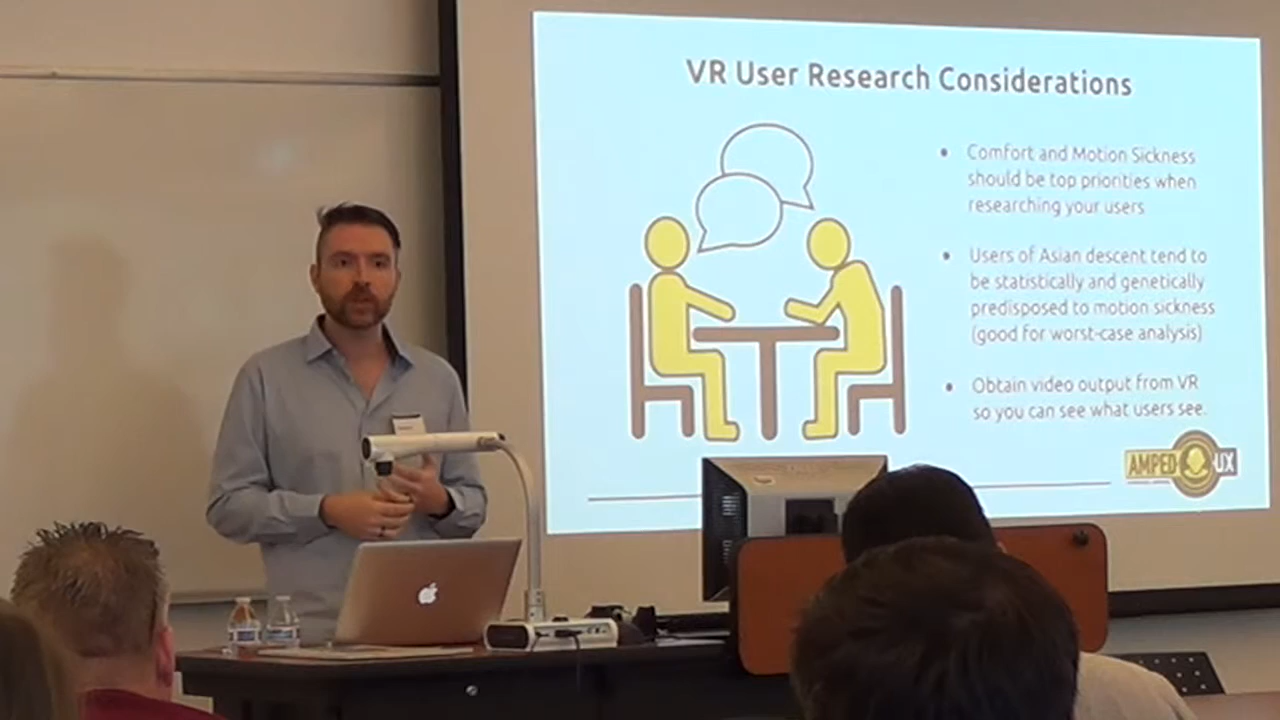 VR User Research Considerations
• Comfort and Motion Sickness
should be top priorities when
researching your users
• Users of Asian descent tend to
be statistically and genetically
predisposed to motion sickness
(good for worst-case analysis)
• Obtain video output from VR
so you can see what users see.
AMPED UX